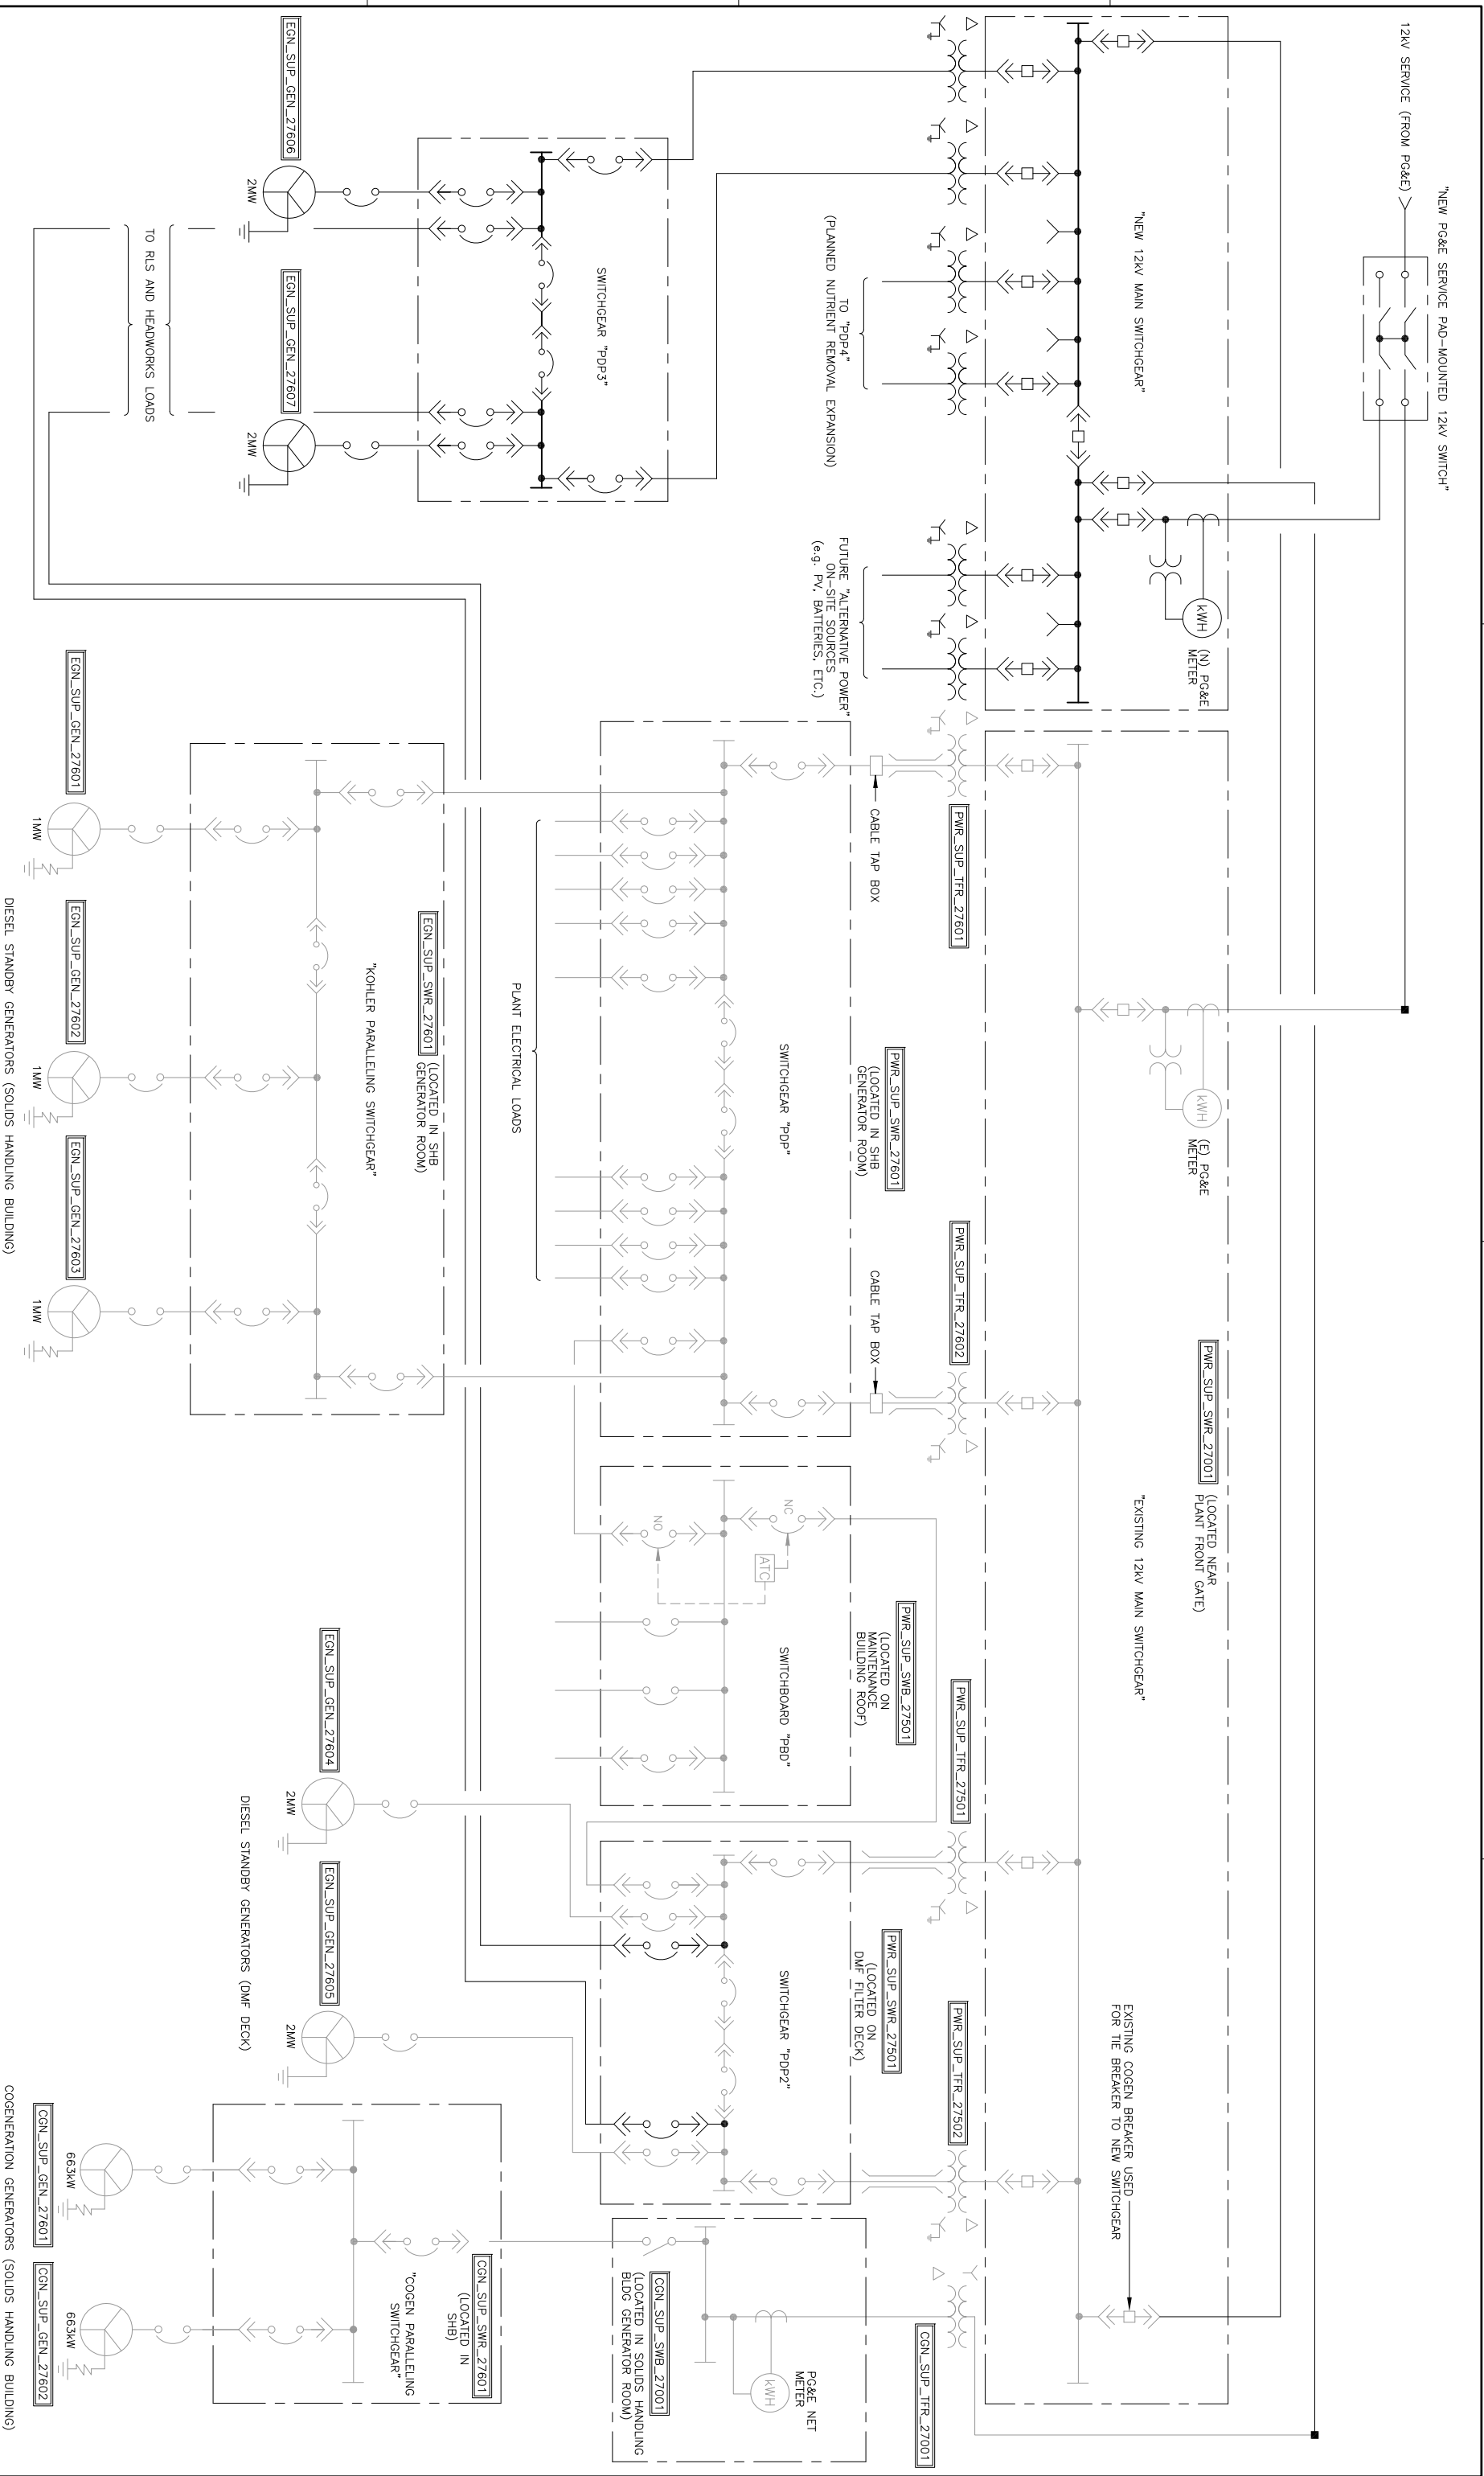 "NEW PG&E SERVICE PAD-MOUNTED 12kV SWITCH"
12kV SERVICE (FROM PG&E)
"NEW 12kV MAIN SWITCHGEAR"
kWH
(N) PG&E
METER
kWH
(E) PG&E
METER
PWR_SUP_SWR_27001
(LOCATED NEAR
PLANT FRONT GATE)
"EXISTING 12kV MAIN SWITCHGEAR"
EXISTING COGEN BREAKER USED
FOR TIE BREAKER TO NEW SWITCHGEAR
TO "PDP4"
(PLANNED NUTRIENT REMOVAL EXPANSION)
FUTURE "ALTERNATIVE POWER"
ON-SITE SOURCES
(e.g. PV, BATTERIES, ETC.)
PWR_SUP_TFR_27601
PWR_SUP_TFR_27602
PWR_SUP_TFR_27501
PWR_SUP_TFR_27502
CGN_SUP_TFR_27001
CABLE TAP BOX
CABLE TAP BOX
PWR_SUP_SWR_27601
(LOCATED IN SHB
GENERATOR ROOM)
SWITCHGEAR "PDP"
PWR_SUP_SWB_27501
(LOCATED ON
MAINTENANCE
BUILDING ROOF)
SWITCHBOARD "PBD"
NC
ATC
NO
PWR_SUP_SWR_27501
(LOCATED ON
DMF FILTER DECK)
SWITCHGEAR "PDP2"
PG&E NET
METER
kWH
CGN_SUP_SWB_27001
(LOCATED IN SOLIDS HANDLING
BLDG GENERATOR ROOM)
SWITCHGEAR "PDP3"
EGN_SUP_GEN_27606
2MW
EGN_SUP_GEN_27607
2MW
TO RLS AND HEADWORKS LOADS
PLANT ELECTRICAL LOADS
EGN_SUP_SWR_27601
(LOCATED IN SHB
GENERATOR ROOM)
"KOHLER PARALLELING SWITCHGEAR"
EGN_SUP_GEN_27601
1MW
EGN_SUP_GEN_27602
1MW
EGN_SUP_GEN_27603
1MW
DIESEL STANDBY GENERATORS (SOLIDS HANDLING BUILDING)
EGN_SUP_GEN_27604
2MW
EGN_SUP_GEN_27605
2MW
DIESEL STANDBY GENERATORS (DMF DECK)
CGN_SUP_SWR_27601
(LOCATED IN
SHB)
"COGEN PARALLELING
SWITCHGEAR"
CGN_SUP_GEN_27601
663kW
CGN_SUP_GEN_27602
663kW
COGENERATION GENERATORS (SOLIDS HANDLING BUILDING)